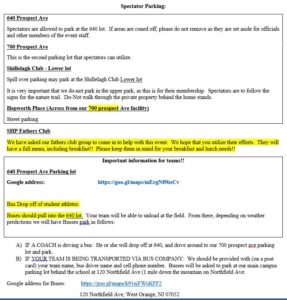 Spectator Parking:
640 Prospect Ave
Spectators are allowed to park at the 640 lot. If areas are coned off, please do not remove as they are set aside for officials
and other members of the event staff.
700 Prospect Ave
This is the second parking lot that spectators can utilize.
Shillelagh Club - Lower lot
Spill over parking may park at the Shillelagh Club Lower lot
It is very important that we do not park in the upper park, as this is for their membership. Spectators are to follow the
signs for the nature trail. Do Not walk through the private property behind the home stands.
Hepworth Place (Across from our 700 prospect Ave facility)
Street parking
SHP Fathers Club
We have asked our fathers club group to come in to help with this event. We hope that you utilize their efforts. They will
have a full menu, including breakfast!! Please keep them in mind for your breakfast and lunch needs!!
Important information for teams!!
640 Prospect Ave Parking lot
Google address:
Bus Drop off of student athletes:
Busses should pull into the 640 lot. Your team will be able to unload at the field. From there, depending on weather
predictions we will have Busses park as follows:
A) IF A COACH is driving a bus: He or she will drop off at 640, and drive around to our 700 prospect ave parking
lot and park.
B) IF YOUR TEAM IS BEING TRANSPORTED VIA BUS COMPANY: We should be provided with (on a post
card) your team name, bus driver name and cell phone number. Busses will be asked to park at our main campus
parking lot behind the school at 120 Northfield Ave (1 mile down the mountain on Northfield Ave:
Google address for Buses:
120 Northfield Ave, West Orange, NJ 07052